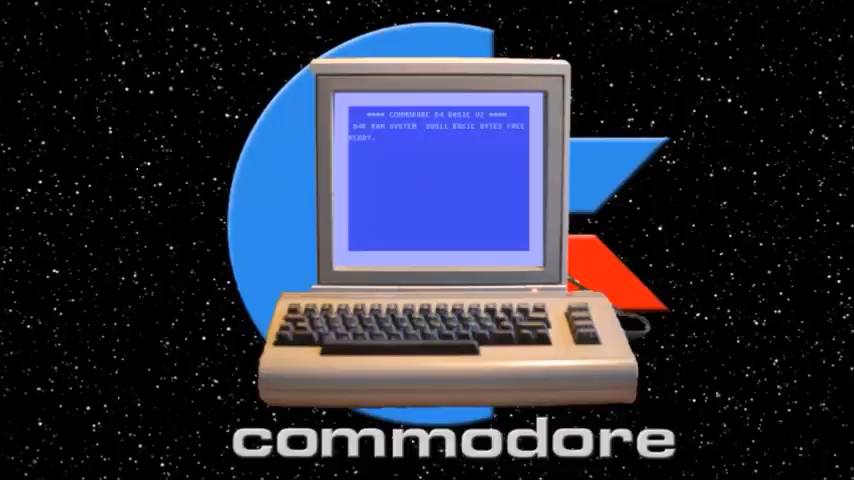 **** COMMODORE 64 BASIC V2 ****
64K RAM SYSTEM 38911 BASIC BYTES FREE
READY.
commodore